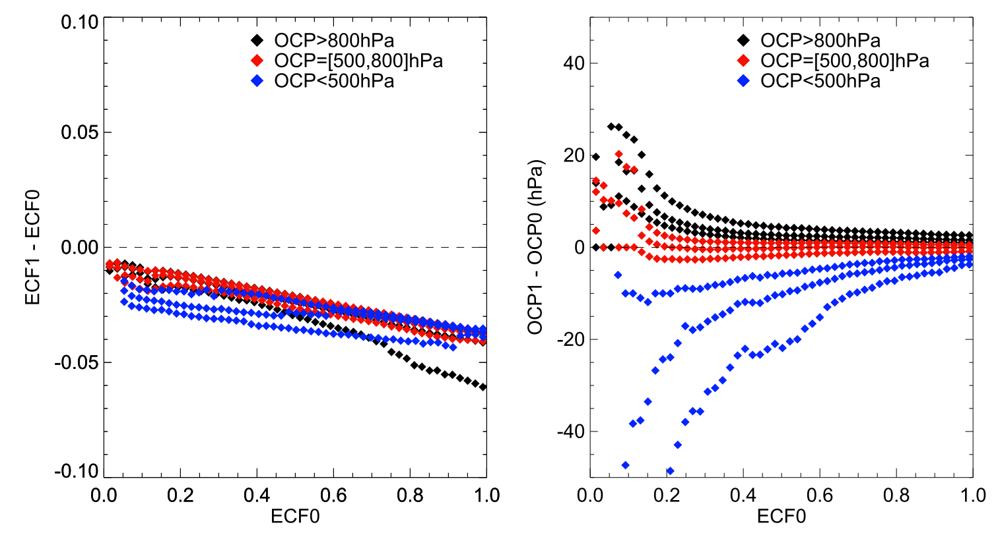 0.10
0.05
0.00
-0.05
-0.10
ECF1 - ECF0
OCP>800hPa
OCP=[500,800]hPa
OCP<500hPa
0.0 0.2 0.4 0.6 0.8 1.0
ECF0
40
20
0
-20
-40
OCP1 - OCP0 (hPa)
OCP>800hPa
OCP=[500,800]hPa
OCP<500hPa
0.0 0.2 0.4 0.6 0.8 1.0
ECF0